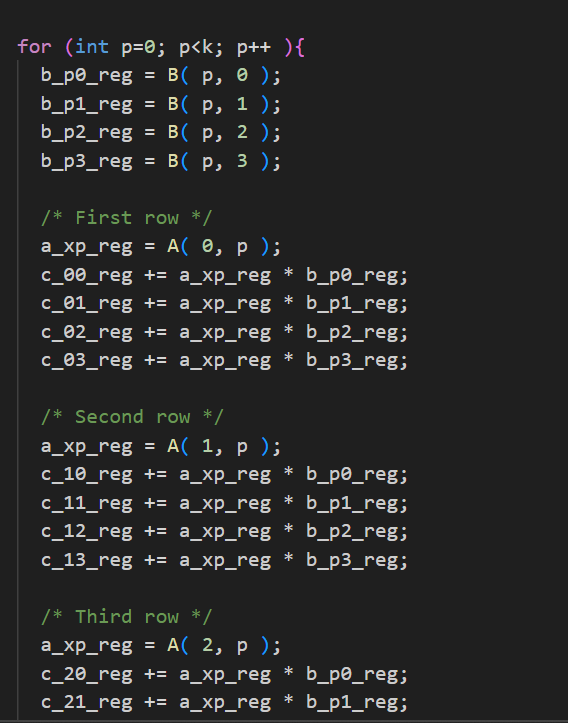 for (int p=0; p<k; p++ ){
b_p0_reg = B( p, 0 );
b_p1_reg = B( p, 1 );
b_p2_reg = B( p, 2 );
b_p3_reg = B( p, 3 );
/* First row */
a_xp_reg = A( 0, p );
c_00_reg += a_xp_reg * b_p0_reg;
c_01_reg += a_xp_reg * b_p1_reg;
c_02_reg += a_xp_reg * b_p2_reg;
c_03_reg += a_xp_reg * b_p3_reg;
/* Second row */
a_xp_reg = A( 1, p );
c_10_reg += a_xp_reg * b_p0_reg;
c_11_reg += a_xp_reg * b_p1_reg;
c_12_reg += a_xp_reg * b_p2_reg;
c_13_reg += a_xp_reg * b_p3_reg;
/* Third row */
a_xp_reg = A( 2, p );
c_20_reg += a_xp_reg * b_p0_reg;
c_21_reg += a_xp_reg * b_p1_reg;